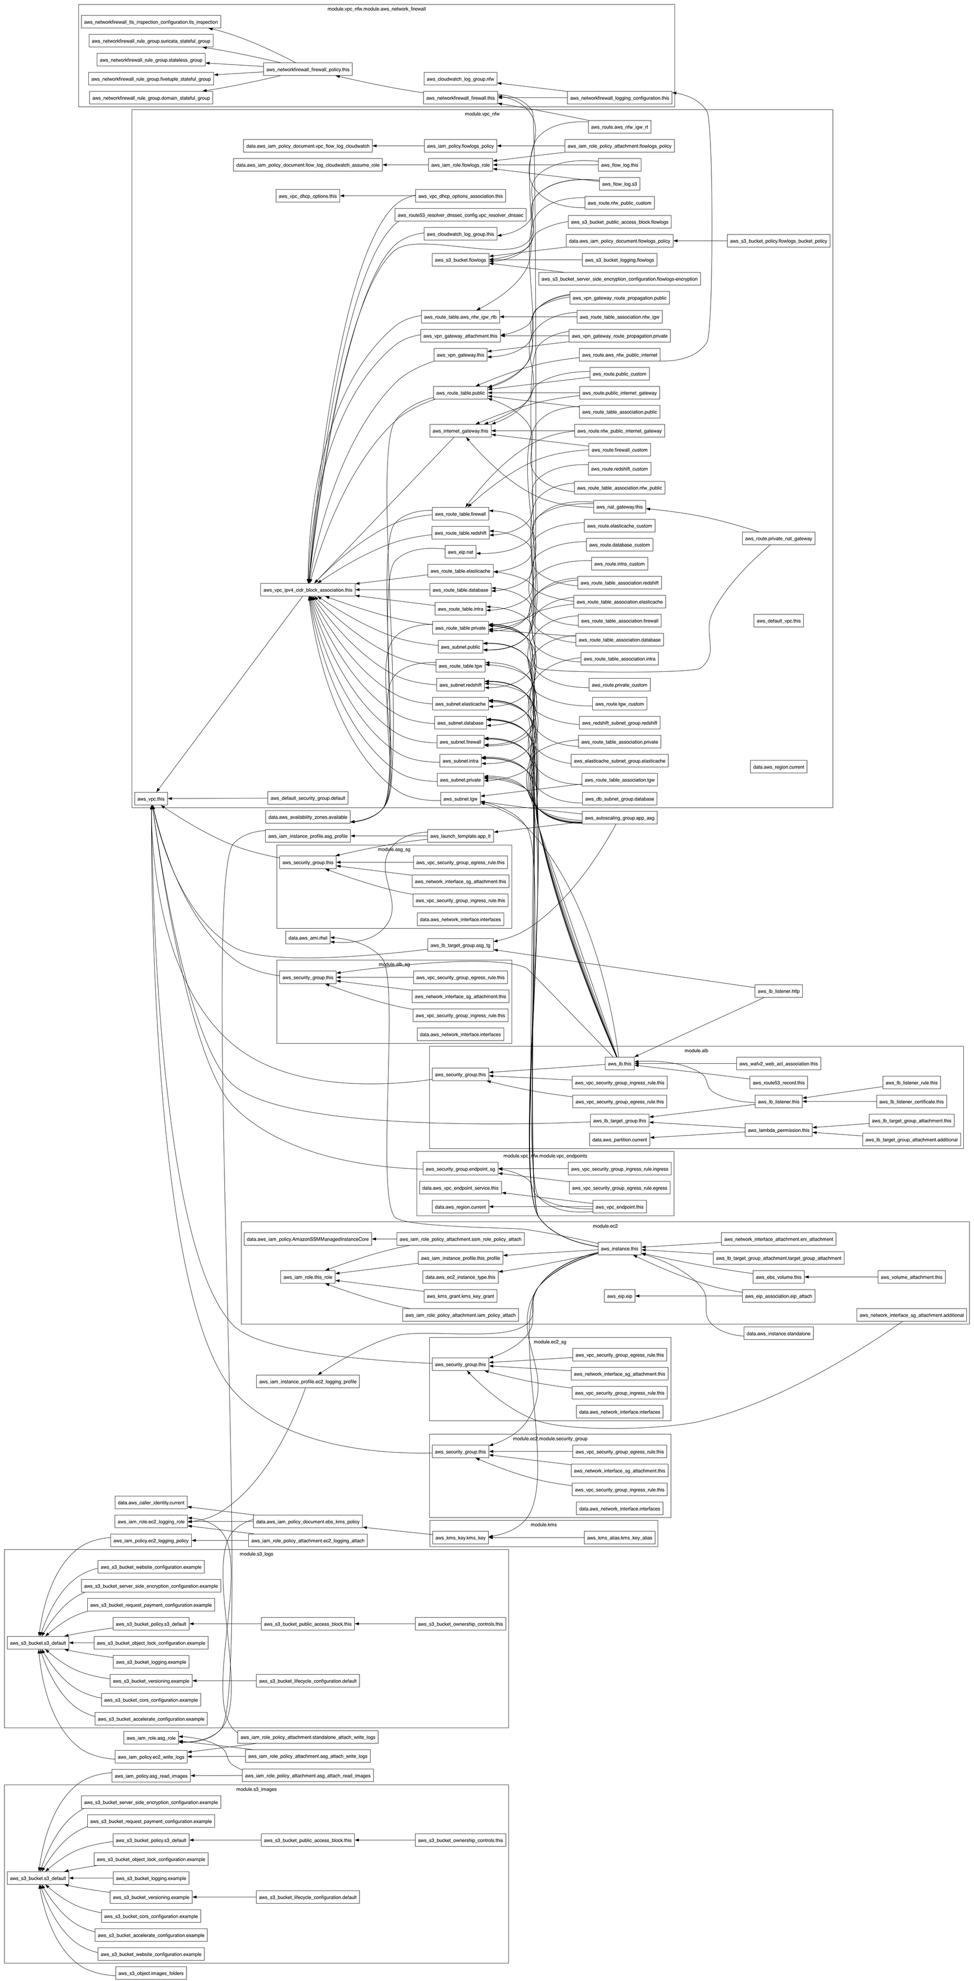 module.vpc_nfw.module.aws_network_firewall
aws_networkfirewall_tls_inspection_configuration.tls_inspection
aws_networkfirewall_rule_group.suricata_stateful_group
aws_networkfirewall_rule_group.stateless_group
aws_networkfirewall_firewall_policy.this
aws_networkfirewall_rule_group.fivetuple_stateful_group
aws_cloudwatch_log_group.nfw
aws_networkfirewall_rule_group.domain_stateful_group
aws_networkfirewall_firewall.this
aws_networkfirewall_logging_configuration.this
module.vpc_nfw
aws_route.aws_nfw_igw_rt
data.aws_iam_policy_document.vpc_flow_log_cloudwatch
aws_iam_policy.flowlogs_policy
aws_iam_role_policy_attachment.flowlogs_policy
data.aws_iam_policy_document.flow_log_cloudwatch_assume_role
aws_iam_role.flowlogs_role
aws_flow_log.this
aws_flow_log.s3
aws_vpc_dhcp_options.this
aws_vpc_dhcp_options_association.this
aws_route.nfw_public_custom
aws_route53_resolver_dnssec_config.vpc_resolver_dnssec
aws_s3_bucket_public_access_block.flowlogs
aws_cloudwatch_log_group.this
data.aws_iam_policy_document.flowlogs_policy
aws_s3_bucket_policy.flowlogs_bucket_policy
aws_s3_bucket.flowlogs
aws_s3_bucket_logging.flowlogs
aws_s3_bucket_server_side_encryption_configuration.flowlogs-encryption
aws_vpn_gateway_route_propagation.public
aws_route_table.aws_nfw_igw_rtb
aws_route_table_association.nfw_igw
aws_vpn_gateway_attachment.this
aws_vpn_gateway_route_propagation.private
aws_vpn_gateway.this
aws_route.aws_nfw_public_internet
aws_route.public_custom
aws_route_table.public
aws_route.public_internet_gateway
aws_route_table_association.public
aws_internet_gateway.this
aws_route.nfw_public_internet_gateway
aws_route.firewall_custom
aws_route.redshift_custom
aws_route_table_association.nfw_public
aws_nat_gateway.this
aws_route_table.firewall
aws_route.elasticache_custom
aws_route_table.redshift
aws_route.private_nat_gateway
aws_route.database_custom
aws_eip.nat
aws_route.intra_custom
aws_route_table.elasticache
aws_route_table_association.redshift
aws_vpc_ipv4_cidr_block_association.this
aws_route_table.database
aws_route_table_association.elasticache
aws_route_table.intra
aws_route_table_association.firewall
aws_default_vpc.this
aws_route_table.private
aws_route_table_association.database
aws_subnet.public
aws_route_table_association.intra
aws_route_table.tgw
aws_route.private_custom
aws_subnet.redshift
aws_route.tgw_custom
aws_subnet.elasticache
aws_redshift_subnet_group.redshift
aws_subnet.database
aws_route_table_association.private
aws_subnet.firewall
aws_elasticache_subnet_group.elasticache
aws_subnet.intra
data.aws_region.current
aws_route_table_association.tgw
aws_subnet.private
aws_vpc.this
aws_default_security_group.default
aws_subnet.tgw
aws_db_subnet_group.database
data.aws_availability_zones.available
aws_autoscaling_group.app_asg
aws_iam_instance_profile.asg_profile
aws_launch_template.app_lt
module.asg_sg
aws_security_group.this
aws_vpc_security_group_egress_rule.this
aws_network_interface_sg_attachment.this
aws_vpc_security_group_ingress_rule.this
data.aws_network_interface.interfaces
data.aws_ami.rhel
aws_lb_target_group.asg_tg
module.alb_sg
aws_security_group.this
aws_vpc_security_group_egress_rule.this
aws_network_interface_sg_attachment.this
aws_lb_listener.http
aws_vpc_security_group_ingress_rule.this
data.aws_network_interface.interfaces
module.alb
aws_lb.this
aws_wafv2_web_acl_association.this
aws_security_group.this
aws_vpc_security_group_ingress_rule.this
aws_route53_record.this
aws_lb_listener_rule.this
aws_vpc_security_group_egress_rule.this
aws_lb_listener.this
aws_lb_listener_certificate.this
aws_lb_target_group.this
aws_lb_target_group_attachment.this
aws_lambda_permission.this
data.aws_partition.current
aws_lb_target_group_attachment.additional
module.vpc_nfw.module.vpc_endpoints
aws_security_group.endpoint_sg
aws_vpc_security_group_ingress_rule.ingress
data.aws_vpc_endpoint_service.this
aws_vpc_security_group_egress_rule.egress
data.aws_region.current
aws_vpc_endpoint.this
module.ec2
data.aws_iam_policy.AmazonSSMManagedInstanceCore
aws_iam_role_policy_attachment.ssm_role_policy_attach
aws_network_interface_attachment.eni_attachment
aws_instance.this
aws_iam_instance_profile.this_profile
aws_lb_target_group_attachment.target_group_attachment
aws_iam_role.this_role
data.aws_ec2_instance_type.this
aws_ebs_volume.this
aws_volume_attachment.this
aws_kms_grant.kms_key_grant
aws_eip.eip
aws_eip_association.eip_attach
aws_iam_role_policy_attachment.iam_policy_attach
aws_network_interface_sg_attachment.additional
data.aws_instance.standalone
module.ec2_sg
aws_vpc_security_group_egress_rule.this
aws_security_group.this
aws_network_interface_sg_attachment.this
aws_iam_instance_profile.ec2_logging_profile
aws_vpc_security_group_ingress_rule.this
data.aws_network_interface.interfaces
module.ec2.module.security_group
aws_security_group.this
aws_vpc_security_group_egress_rule.this
aws_network_interface_sg_attachment.this
aws_vpc_security_group_ingress_rule.this
data.aws_caller_identity.current
data.aws_network_interface.interfaces
aws_iam_role.ec2_logging_role
data.aws_iam_policy_document.ebs_kms_policy
module.kms
aws_kms_key.kms_key
aws_kms_alias.kms_key_alias
aws_iam_policy.ec2_logging_policy
aws_iam_role_policy_attachment.ec2_logging_attach
module.s3_logs
aws_s3_bucket_website_configuration.example
aws_s3_bucket_server_side_encryption_configuration.example
aws_s3_bucket_request_payment_configuration.example
aws_s3_bucket_policy.s3_default
aws_s3_bucket_public_access_block.this
aws_s3_bucket_ownership_controls.this
aws_s3_bucket.s3_default
aws_s3_bucket_object_lock_configuration.example
aws_s3_bucket_logging.example
aws_s3_bucket_versioning.example
aws_s3_bucket_lifecycle_configuration.default
aws_s3_bucket_cors_configuration.example
aws_s3_bucket_accelerate_configuration.example
aws_iam_role.asg_role
aws_iam_role_policy_attachment.standalone_attach_write_logs
aws_iam_policy.ec2_write_logs
aws_iam_role_policy_attachment.asg_attach_write_logs
aws_iam_policy.asg_read_images
aws_iam_role_policy_attachment.asg_attach_read_images
module.s3_images
aws_s3_bucket_server_side_encryption_configuration.example
aws_s3_bucket_request_payment_configuration.example
aws_s3_bucket_policy.s3_default
aws_s3_bucket_public_access_block.this
aws_s3_bucket_ownership_controls.this
aws_s3_bucket_object_lock_configuration.example
aws_s3_bucket.s3_default
aws_s3_bucket_logging.example
aws_s3_bucket_versioning.example
aws_s3_bucket_lifecycle_configuration.default
aws_s3_bucket_cors_configuration.example
aws_s3_bucket_accelerate_configuration.example
aws_s3_bucket_website_configuration.example
aws_s3_object.images_folders